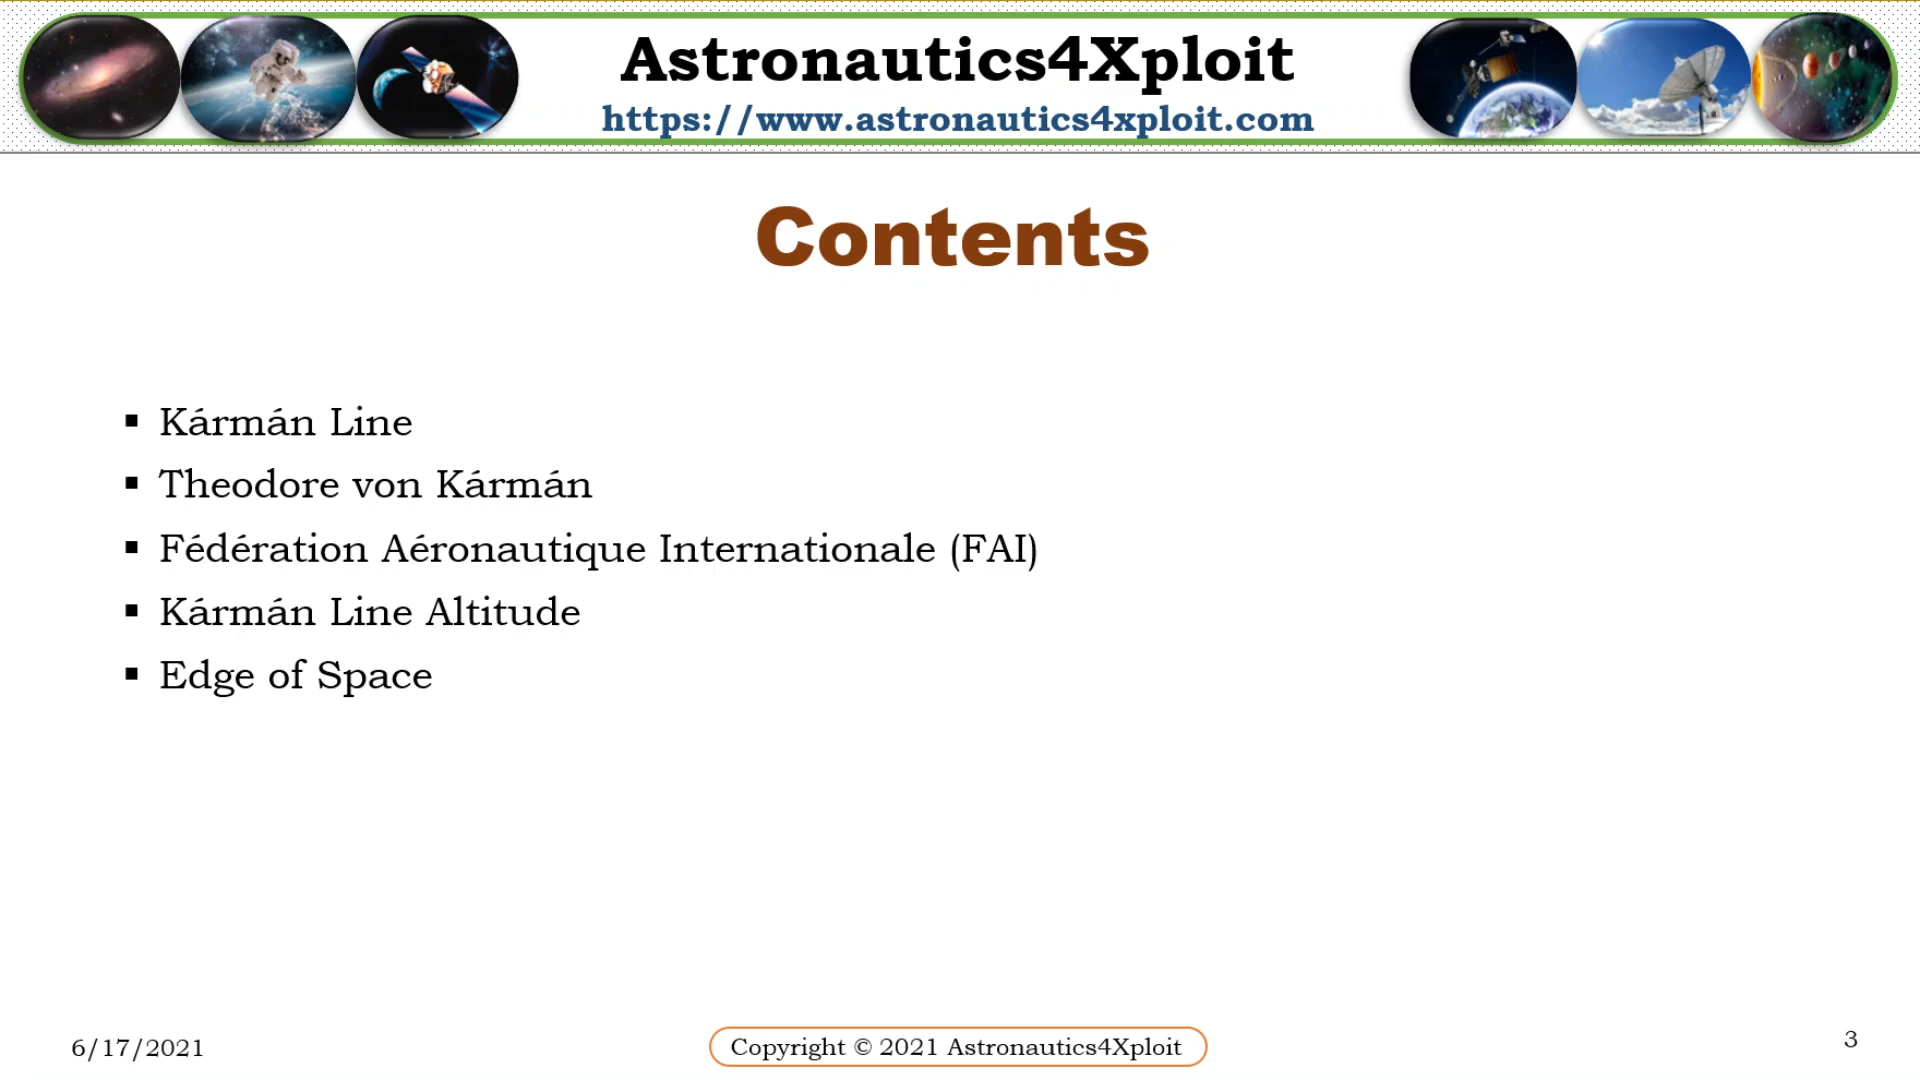 Astronautics4Xploit
https://www.astronautics4xploit.com
Contents
▪ Kármán Line
▪ Theodore von Kármán
▪ Fédération Aéronautique Internationale (FAI)
▪ Kármán Line Altitude
▪ Edge of Space
6/17/2021
Copyright © 2021 Astronautics4Xploit
3